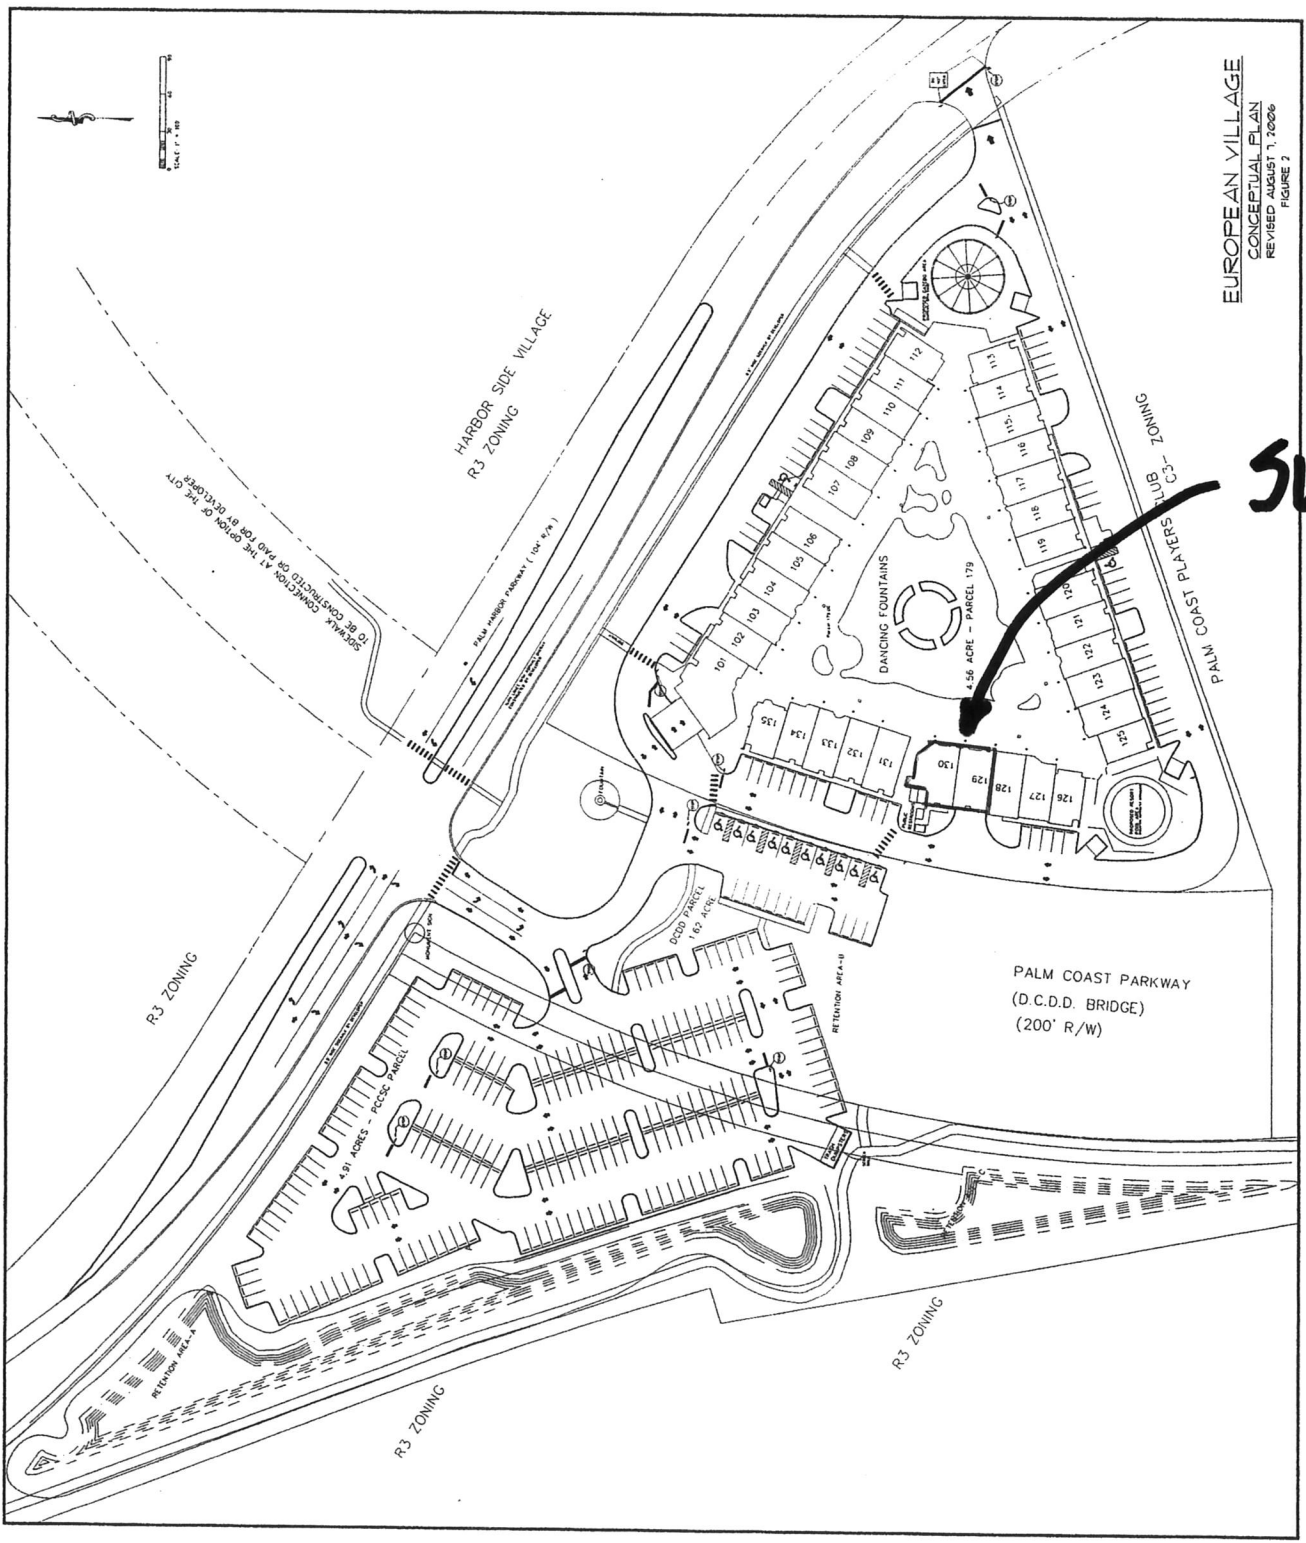 EUROPEAN VILLAGE
CONCEPTUAL PLAN
REVISED AUGUST 7, 2006
FIGURE 2
SCALE: 1" =
HARBOR SIDE VILLAGE
R3 ZONING
SIDEWALK CONNECTION AT THE OPTION OF THE CITY
TO BE CONSTRUCTED OR PAID FOR BY DEVELOPER
PALM HARBOR PARKWAY ( 104' R/W )
R3 ZONING
PALM COAST PLAYERS CLUB
C3- ZONING
SU
112
111
110
109
108
107
106
105
104
103
102
101
113
114
115.
116
117
118
119
120
121
122
123
124
125
DANCING FOUNTAINS
4.56 ACRE - PARCEL 179
135
134
133
132
131
130
129
128
127
126
FOUNTAIN
MONUMENT SIGN
DCDD PARCEL
1.62 ACRE
RETENTION AREA-B
4.91 ACRES - PCCSC PARCEL
PALM COAST PARKWAY
(D.C.D.D. BRIDGE)
(200' R/W)
TRASH
RETENTION AREA-A
R3 ZONING
R3 ZONING